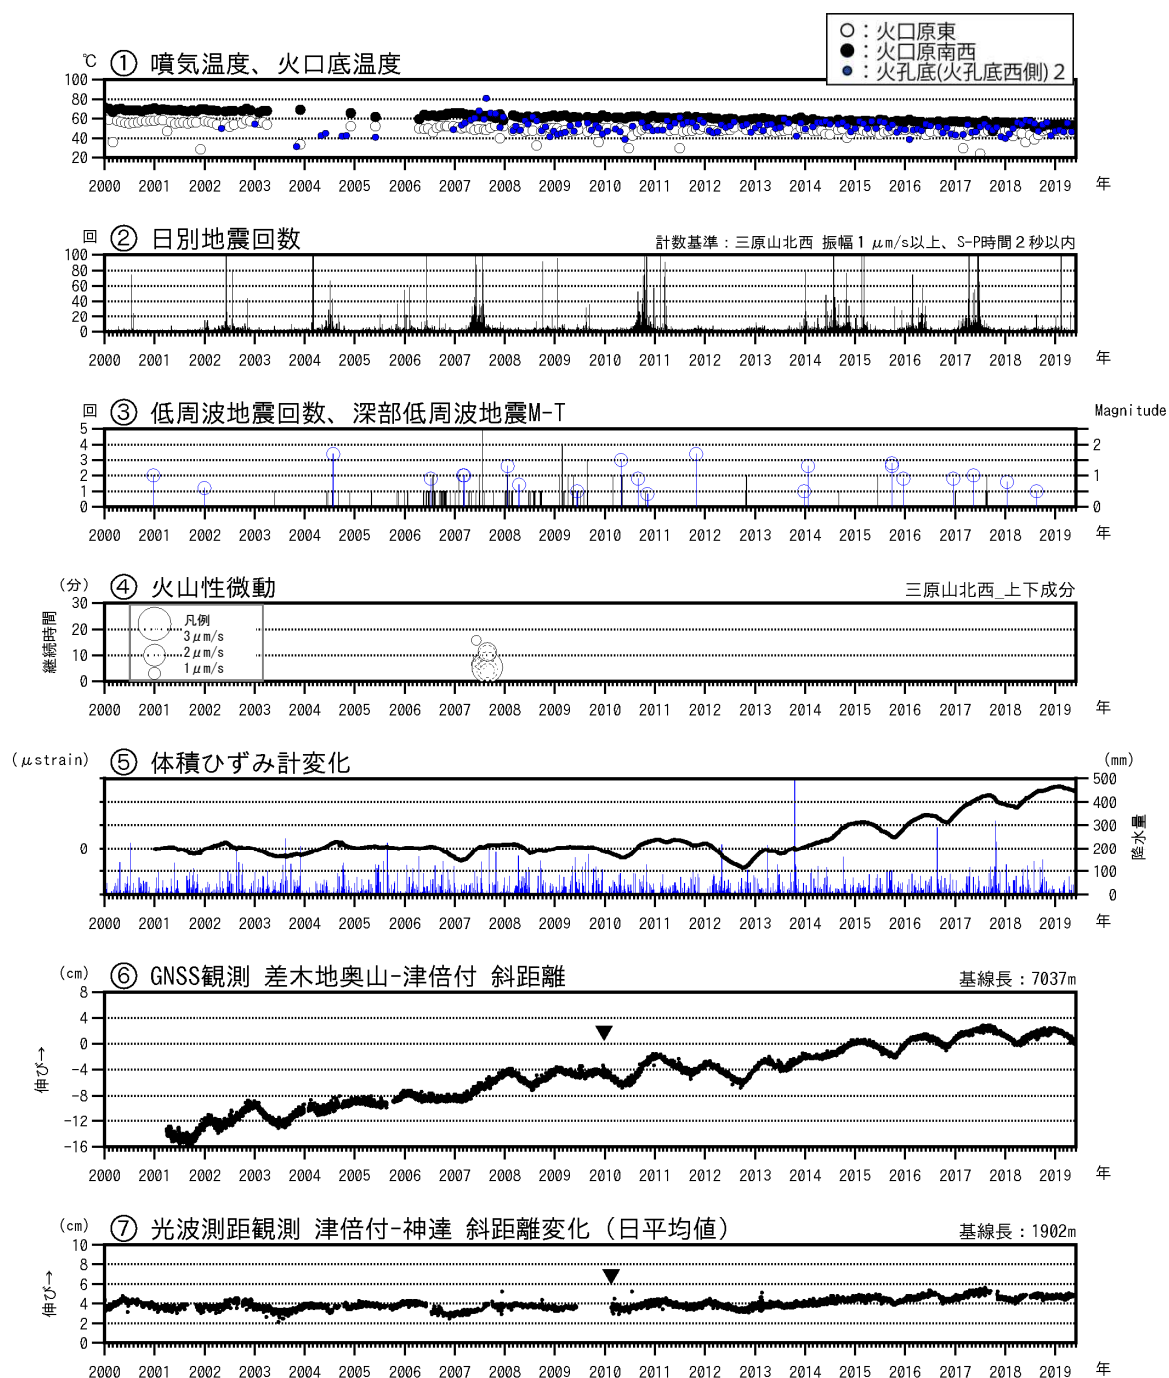 ○：火口原東
●：火口原南西
●：火孔底(火孔底西側)２
℃ ① 噴気温度、火口底温度
100
80
60
40
20
2000 2001 2002 2003 2004 2005 2006 2007 2008 2009 2010 2011 2012 2013 2014 2015 2016 2017 2018 2019 年
回 ② 日別地震回数 計数基準：三原山北西 振幅１μm/s以上、S-P時間２秒以内
100
80
60
40
20
0
2000 2001 2002 2003 2004 2005 2006 2007 2008 2009 2010 2011 2012 2013 2014 2015 2016 2017 2018 2019 年
回 ③ 低周波地震回数、深部低周波地震M-T Magnitude
5
4 2
3
2 1
1
0 0
2000 2001 2002 2003 2004 2005 2006 2007 2008 2009 2010 2011 2012 2013 2014 2015 2016 2017 2018 2019 年
(分) ④ 火山性微動 三原山北西_上下成分
継続時間
30
20
10
0
凡例
3μm/s
2μm/s
1μm/s
2000 2001 2002 2003 2004 2005 2006 2007 2008 2009 2010 2011 2012 2013 2014 2015 2016 2017 2018 2019 年
(μstrain) ⑤ 体積ひずみ計変化 (mm)
500
400
300
0 200
100
0
降水量
2000 2001 2002 2003 2004 2005 2006 2007 2008 2009 2010 2011 2012 2013 2014 2015 2016 2017 2018 2019 年
(cm) ⑥ GNSS観測 差木地奥山-津倍付 斜距離 基線長：7037m
伸び→
8
4
0
-4
-8
-12
-16
2000 2001 2002 2003 2004 2005 2006 2007 2008 2009 2010 2011 2012 2013 2014 2015 2016 2017 2018 2019 年
(cm) ⑦ 光波測距観測 津倍付-神達 斜距離変化（日平均値） 基線長：1902m
伸び→
10
8
6
4
2
0
2000 2001 2002 2003 2004 2005 2006 2007 2008 2009 2010 2011 2012 2013 2014 2015 2016 2017 2018 2019 年